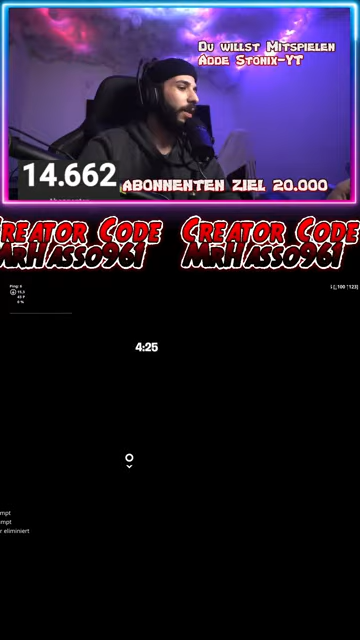 Du willst Mitspielen
Adde Stonix-YT
14.662
Abonnenten Ziel 20.000
Creator Code
MrHasso961
Creator Code
MrHasso961
4:25
r eliminiert